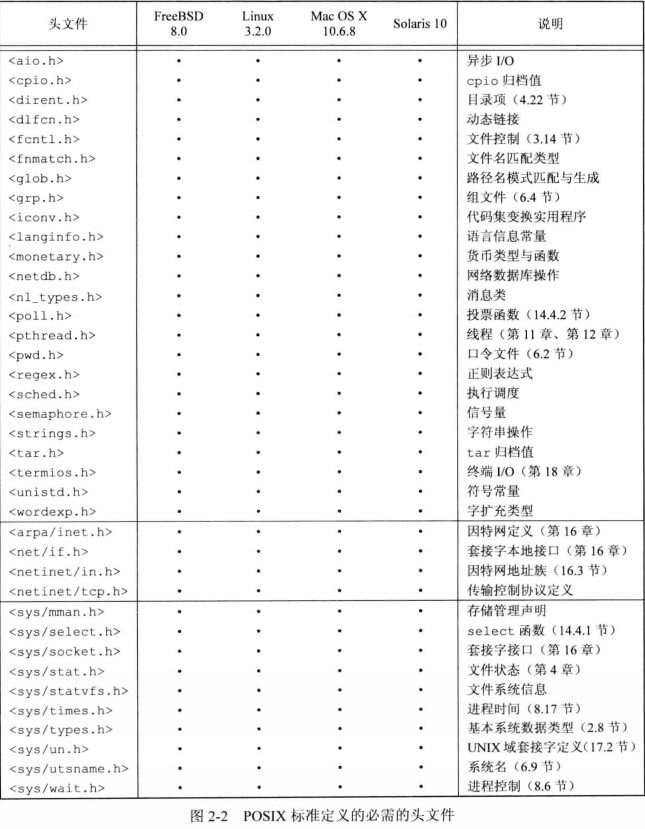 头文件 FreeBSD 8.0 Linux 3.2.0 Mac OS X 10.6.8 Solaris 10 说明
<aio.h> • • • • 异步 I/O
<cpio.h> • • • • cpio 归档值
<dirent.h> • • • • 目录项（4.22 节）
<dlfcn.h> • • • • 动态链接
<fcntl.h> • • • • 文件控制（3.14 节）
<fnmatch.h> • • • • 文件名匹配类型
<glob.h> • • • • 路径名模式匹配与生成
<grp.h> • • • • 组文件（6.4 节）
<iconv.h> • • • • 代码集变换实用程序
<langinfo.h> • • • • 语言信息常量
<monetary.h> • • • • 货币类型与函数
<netdb.h> • • • • 网络数据库操作
<nl_types.h> • • • • 消息类
<poll.h> • • • • 投票函数（14.4.2 节）
<pthread.h> • • • • 线程（第 11 章、第 12 章）
<pwd.h> • • • • 口令文件（6.2 节）
<regex.h> • • • • 正则表达式
<sched.h> • • • • 执行调度
<semaphore.h> • • • • 信号量
<strings.h> • • • • 字符串操作
<tar.h> • • • • tar 归档值
<termios.h> • • • • 终端 I/O（第 18 章）
<unistd.h> • • • • 符号常量
<wordexp.h> • • • • 字扩充类型
<arpa/inet.h> • • • • 因特网定义（第 16 章）
<net/if.h> • • • • 套接字本地接口（第 16 章）
<netinet/in.h> • • • • 因特网地址族（16.3 节）
<netinet/tcp.h> • • • • 传输控制协议定义
<sys/mman.h> • • • • 存储管理声明
<sys/select.h> • • • • select 函数（14.4.1 节）
<sys/socket.h> • • • • 套接字接口（第 16 章）
<sys/stat.h> • • • • 文件状态（第 4 章）
<sys/statvfs.h> • • • • 文件系统信息
<sys/times.h> • • • • 进程时间（8.17 节）
<sys/types.h> • • • • 基本系统数据类型（2.8 节）
<sys/un.h> • • • • UNIX 域套接字定义（17.2 节）
<sys/utsname.h> • • • • 系统名（6.9 节）
<sys/wait.h> • • • • 进程控制（8.6 节）
图 2-2 POSIX 标准定义的必需的头文件